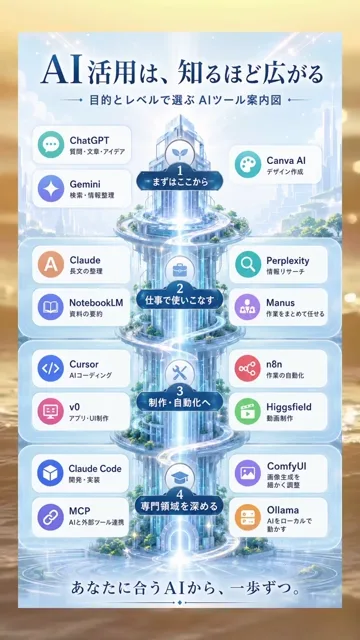 AI活用は、知るほど広がる
目的とレベルで選ぶ AIツール案内図
ChatGPT
質問・文章・アイデア
Gemini
検索・情報整理
Canva AI
デザイン作成
1
まずはここから
Claude
長文の整理
NotebookLM
資料の要約
Perplexity
情報リサーチ
Manus
作業をまとめて任せる
2
仕事で使いこなす
Cursor
AIコーディング
v0
アプリ・UI制作
n8n
作業の自動化
Higgsfield
動画制作
3
制作・自動化へ
Claude Code
開発・実装
MCP
AIと外部ツール連携
ComfyUI
画像生成を
細かく調整
Ollama
AIをローカルで
動かす
4
専門領域を深める
あなたに合うAIから、一歩ずつ。